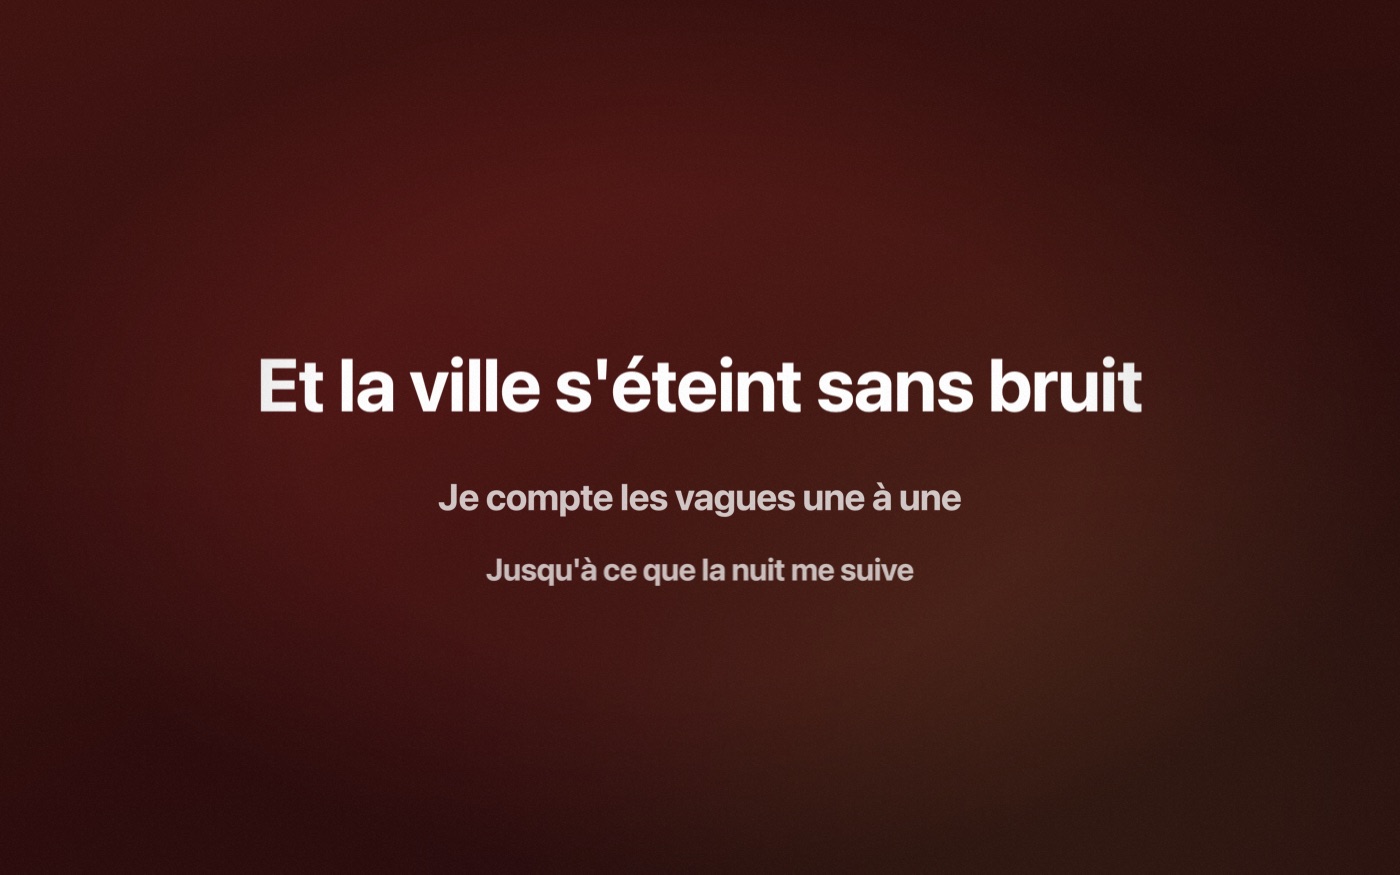 Et la ville s'éteint sans bruit
Je compte les vagues une à une
Jusqu'à ce que la nuit me suive